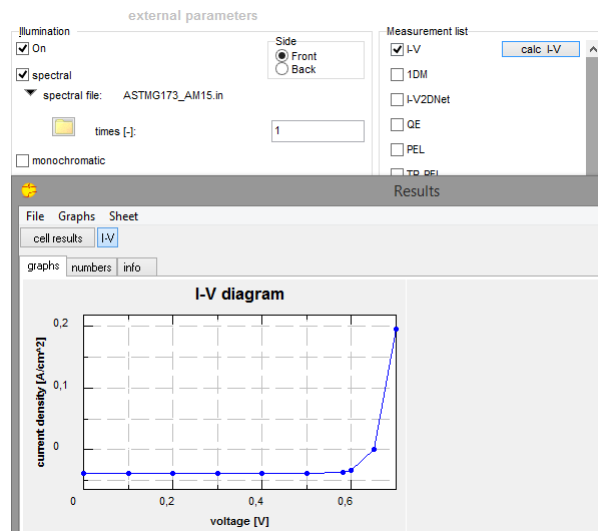 external parameters
Illumination
On
Side
Front
Back
spectral
spectral file: ASTMG173_AM15.in
times [-]:
1
monochromatic
Measurement list
I-V
calc I-V
1DM
I-V2DNet
QE
PEL
TR-PEL
Results
File Graphs Sheet
cell results I-V
graphs numbers info
I-V diagram
current density [A/cm^2]
0,2
0,1
0
0 0,2 0,4 0,6
voltage [V]